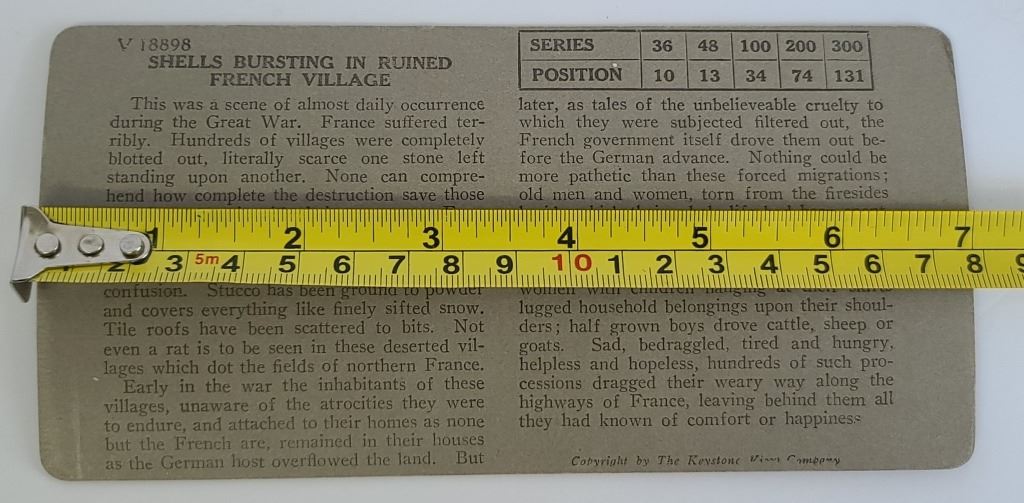 V 18898
SHELLS BURSTING IN RUINED
FRENCH VILLAGE
This was a scene of almost daily occurrence
during the Great War. France suffered ter-
ribly. Hundreds of villages were completely
blotted out, literally scarce one stone left
standing upon another. None can compre-
hend how complete the destruction save those
confusion. Stucco has been ground to powder
and covers everything like finely sifted snow.
Tile roofs have been scattered to bits. Not
even a rat is to be seen in these deserted vil-
lages which dot the fields of northern France.
Early in the war the inhabitants of these
villages, unaware of the atrocities they were
to endure, and attached to their homes as none
but the French are, remained in their houses
as the German host overflowed the land. But
SERIES 36 48 100 200 300
POSITION 10 13 34 74 131
later, as tales of the unbelieveable cruelty to
which they were subjected filtered out, the
French government itself drove them out be-
fore the German advance. Nothing could be
more pathetic than these forced migrations;
old men and women, torn from the firesides
women with children hanging at their skirts
lugged household belongings upon their shoul-
ders; half grown boys drove cattle, sheep or
goats. Sad, bedraggled, tired and hungry,
helpless and hopeless, hundreds of such pro-
cessions dragged their weary way along the
highways of France, leaving behind them all
they had known of comfort or happiness.
Copyright by The Keystone View Company
1 2 3 4 5 6 7
2 3 5m 4 5 6 7 8 9 10 1 2 3 4 5 6 7 8 9